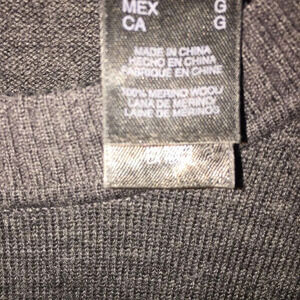 MEX G
CA G
MADE IN CHINA
HECHO EN CHINA
FABRIQUE EN CHINE
100% MERINO WOOL
LANA DE MERINOS
LAINE DE MERINOS